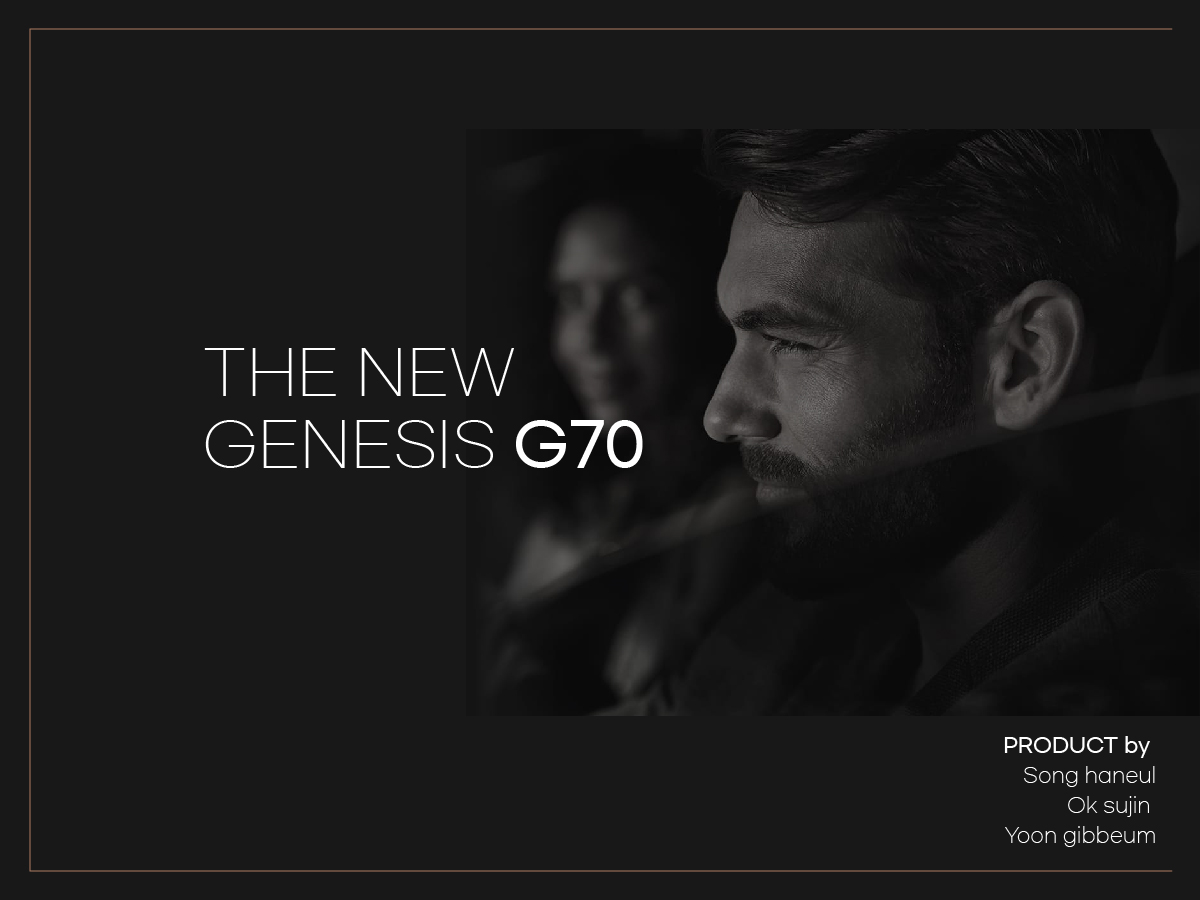 THE NEW
GENESIS G70
PRODUCT by
Song haneul
Ok sujin
Yoon gibbeum